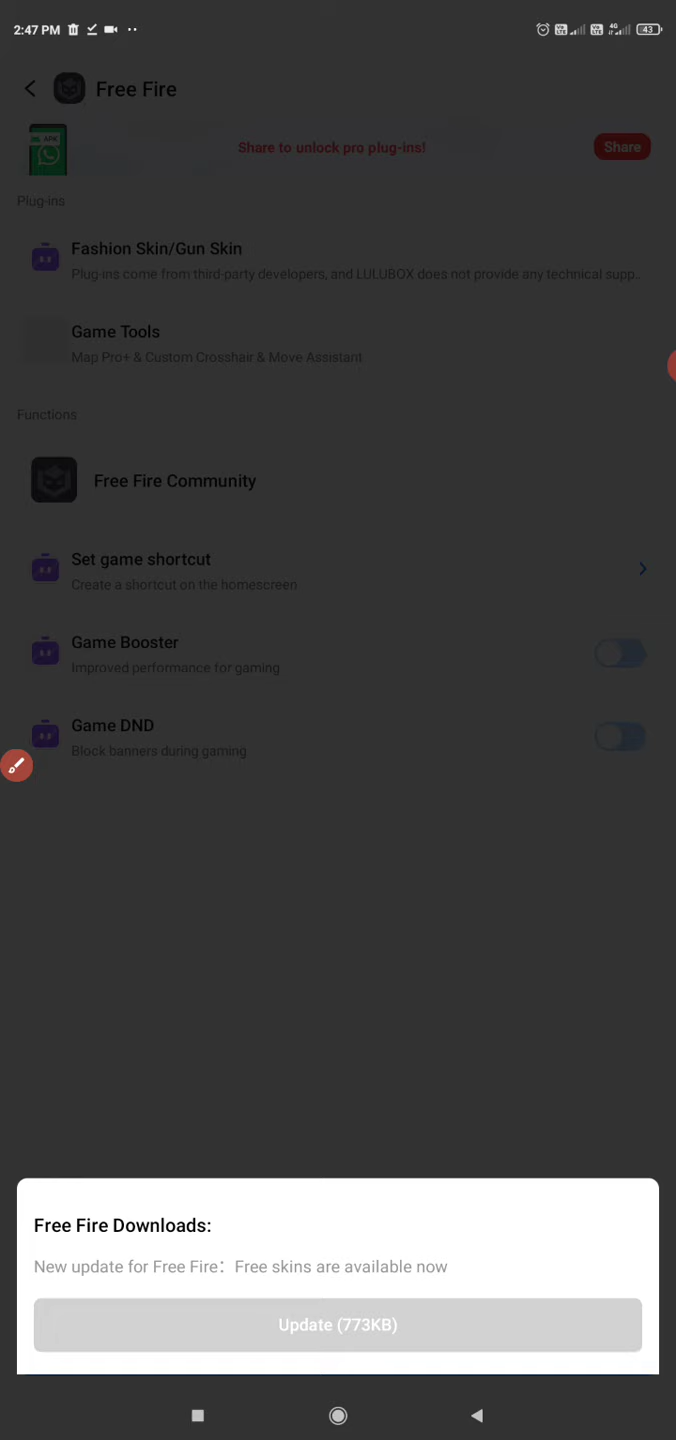 2:47 PM
43
Free Fire
APK
Share to unlock pro plug-ins!
Share
Plug-ins
Fashion Skin/Gun Skin
Plug-ins come from third-party developers, and LULUBOX does not provide any technical supp..
Game Tools
Map Pro+ & Custom Crosshair & Move Assistant
Functions
Free Fire Community
Set game shortcut
Create a shortcut on the homescreen
Game Booster
Improved performance for gaming
Game DND
Block banners during gaming
Free Fire Downloads:
New update for Free Fire：Free skins are available now
Update (773KB)